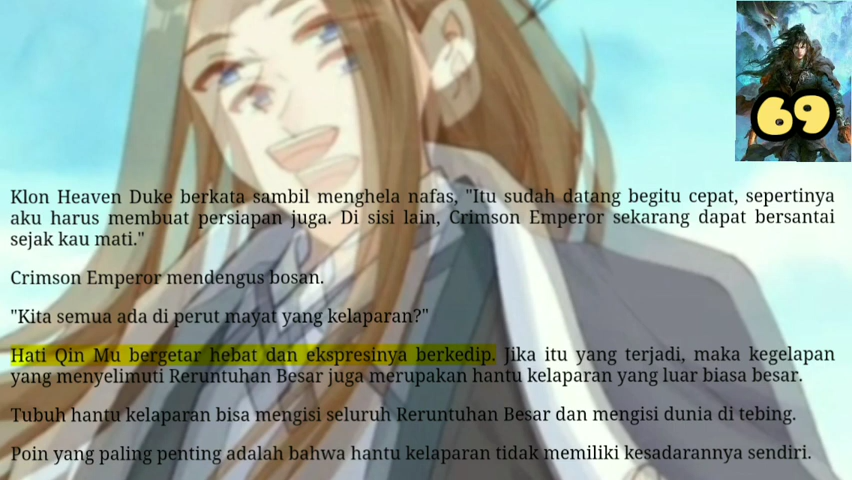 69
Klon Heaven Duke berkata sambil menghela nafas, "Itu sudah datang begitu cepat, sepertinya
aku harus membuat persiapan juga. Di sisi lain, Crimson Emperor sekarang dapat bersantai
sejak kau mati."
Crimson Emperor mendengus bosan.
"Kita semua ada di perut mayat yang kelaparan?"
Hati Qin Mu bergetar hebat dan ekspresinya berkedip. Jika itu yang terjadi, maka kegelapan
yang menyelimuti Reruntuhan Besar juga merupakan hantu kelaparan yang luar biasa besar.
Tubuh hantu kelaparan bisa mengisi seluruh Reruntuhan Besar dan mengisi dunia di tebing.
Poin yang paling penting adalah bahwa hantu kelaparan tidak memiliki kesadarannya sendiri.